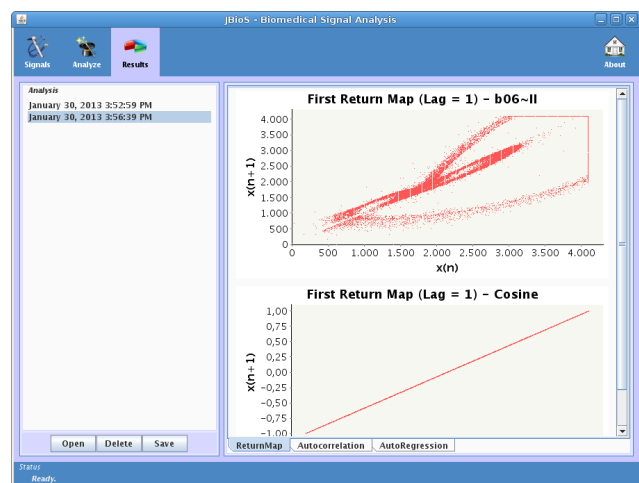 JBioS - Biomedical Signal Analysis
Signals
Analyze
Results
About
Analysis
January 30, 2013 3:52:59 PM
January 30, 2013 3:56:39 PM
First Return Map (Lag = 1) - b06~II
x(n+1)
4.000
3.500
3.000
2.500
2.000
1.500
1.000
500
0
0 500 1.000 1.500 2.000 2.500 3.000 3.500 4.000
x(n)
First Return Map (Lag = 1) - Cosine
x(n+1)
1,00
0,75
0,50
0,25
0,00
-0,25
-0,50
-0,75
-1,00
Open Delete Save
ReturnMap Autocorrelation AutoRegression
Status
Ready.